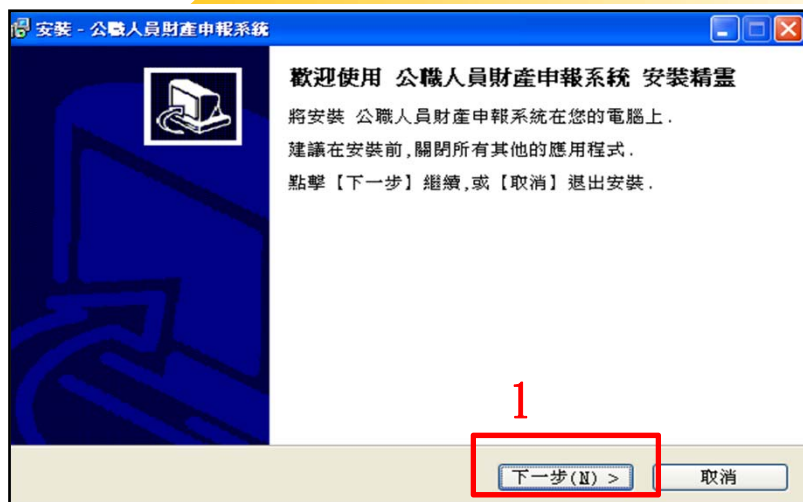 安裝 - 公職人員財產申報系統
歡迎使用 公職人員財產申報系統 安裝精靈
將安裝 公職人員財產申報系統在您的電腦上.
建議在安裝前,關閉所有其他的應用程式.
點擊【下一步】繼續,或【取消】退出安裝.
1
下一步(N) >
取消